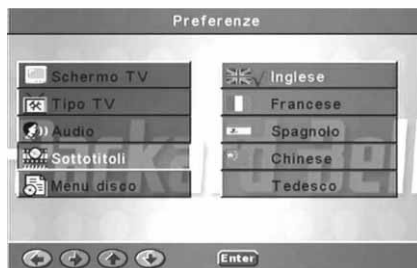 Preferenze
Schermo TV
Tipo TV
Audio
Sottotitoli
Menu disco
Inglese
Francese
Spagnolo
Chinese
Tedesco
Enter